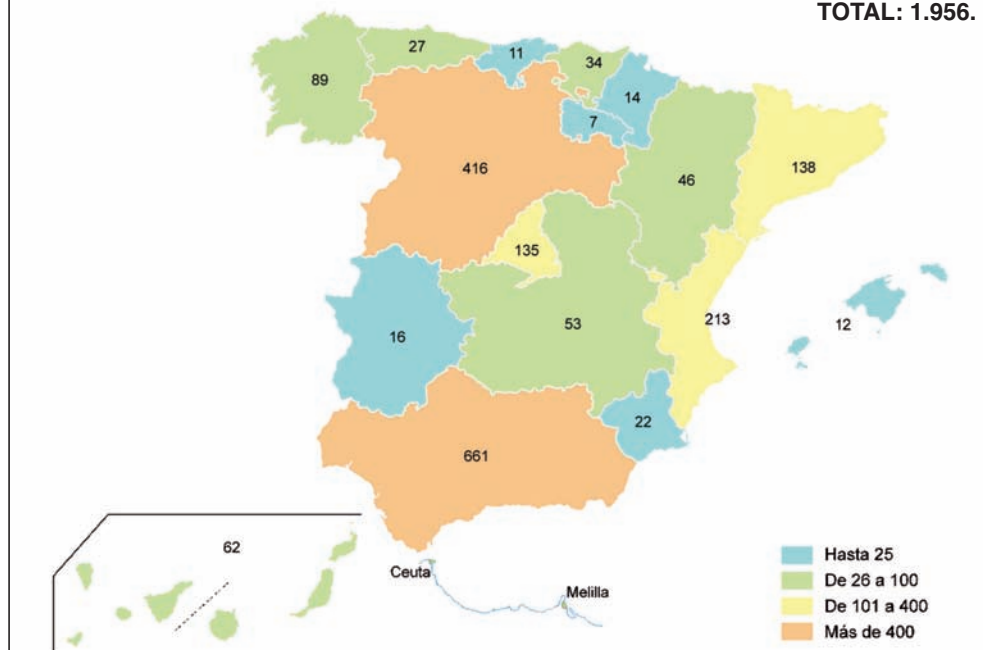 TOTAL: 1.956.
27
11
34
89
14
7
416
46
138
135
16
53
213
12
22
661
62
Ceuta
Melilla
Hasta 25
De 26 a 100
De 101 a 400
Más de 400